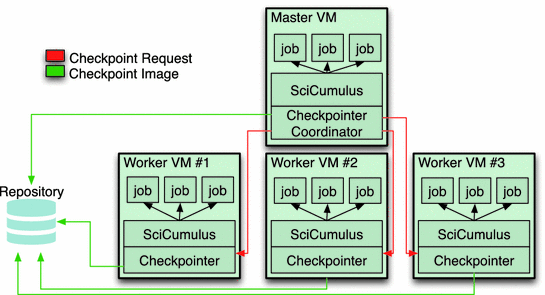 Master VM
job job job
Checkpoint Request
Checkpoint Image
SciCumulus
Checkpointer
Coordinator
Worker VM #1 Worker VM #2 Worker VM #3
job job job job job job job job job
Repository
SciCumulus SciCumulus SciCumulus
Checkpointer Checkpointer Checkpointer